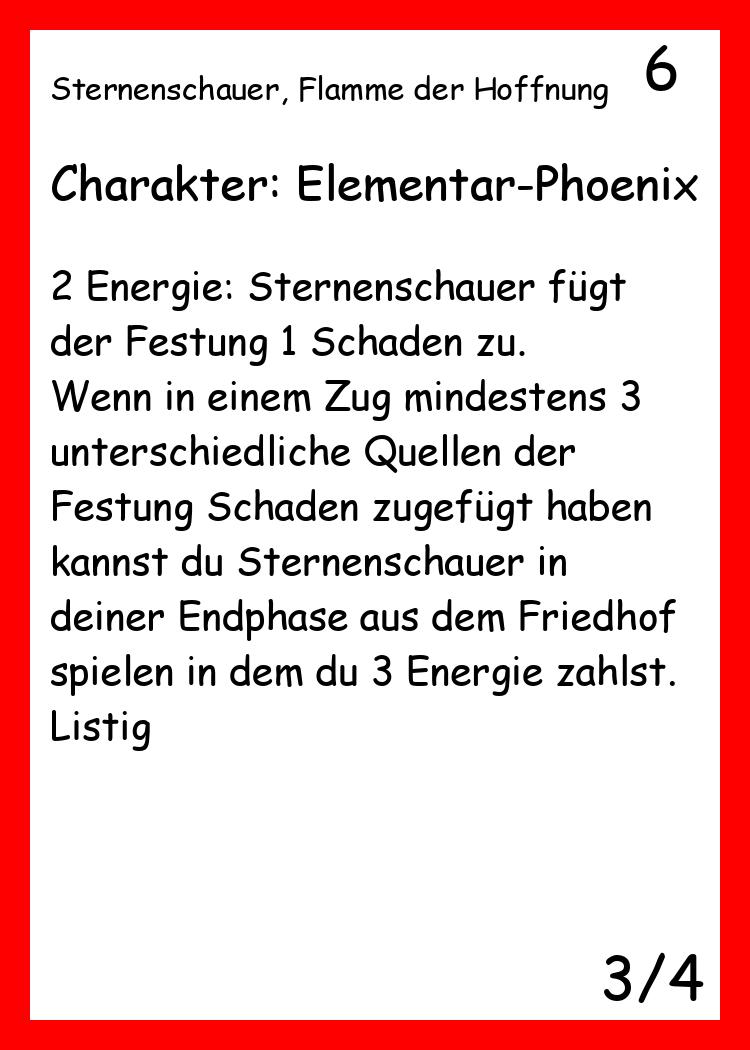 Sternenschauer, Flamme der Hoffnung 6
Charakter: Elementar-Phoenix
2 Energie: Sternenschauer fügt
der Festung 1 Schaden zu.
Wenn in einem Zug mindestens 3
unterschiedliche Quellen der
Festung Schaden zugefügt haben
kannst du Sternenschauer in
deiner Endphase aus dem Friedhof
spielen in dem du 3 Energie zahlst.
Listig
3/4